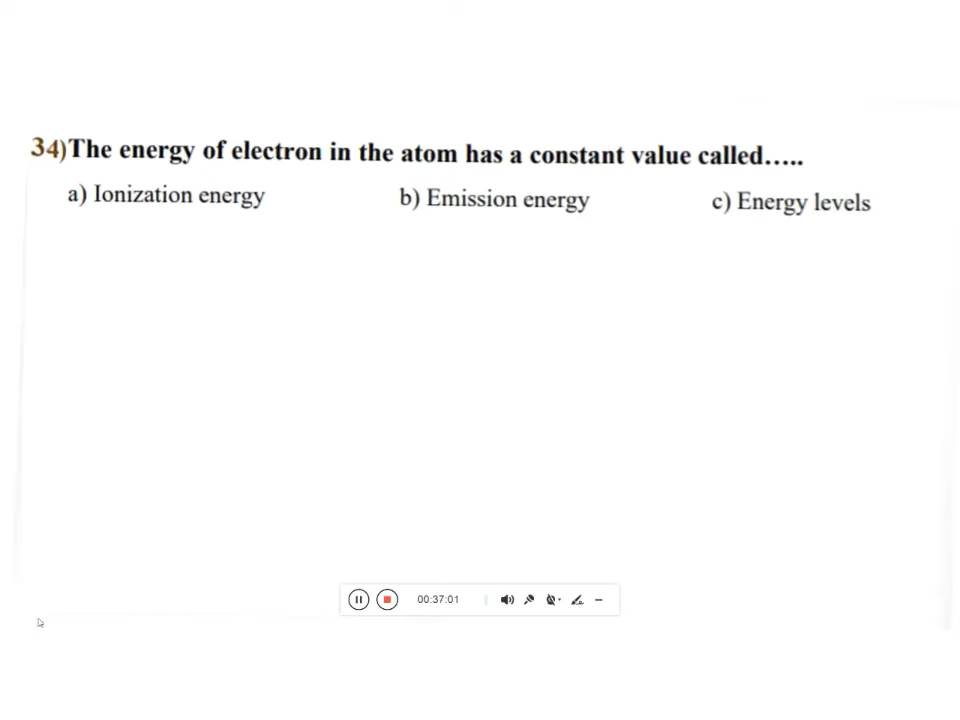 34)The energy of electron in the atom has a constant value called.....
a) Ionization energy b) Emission energy c) Energy levels
00:37:01